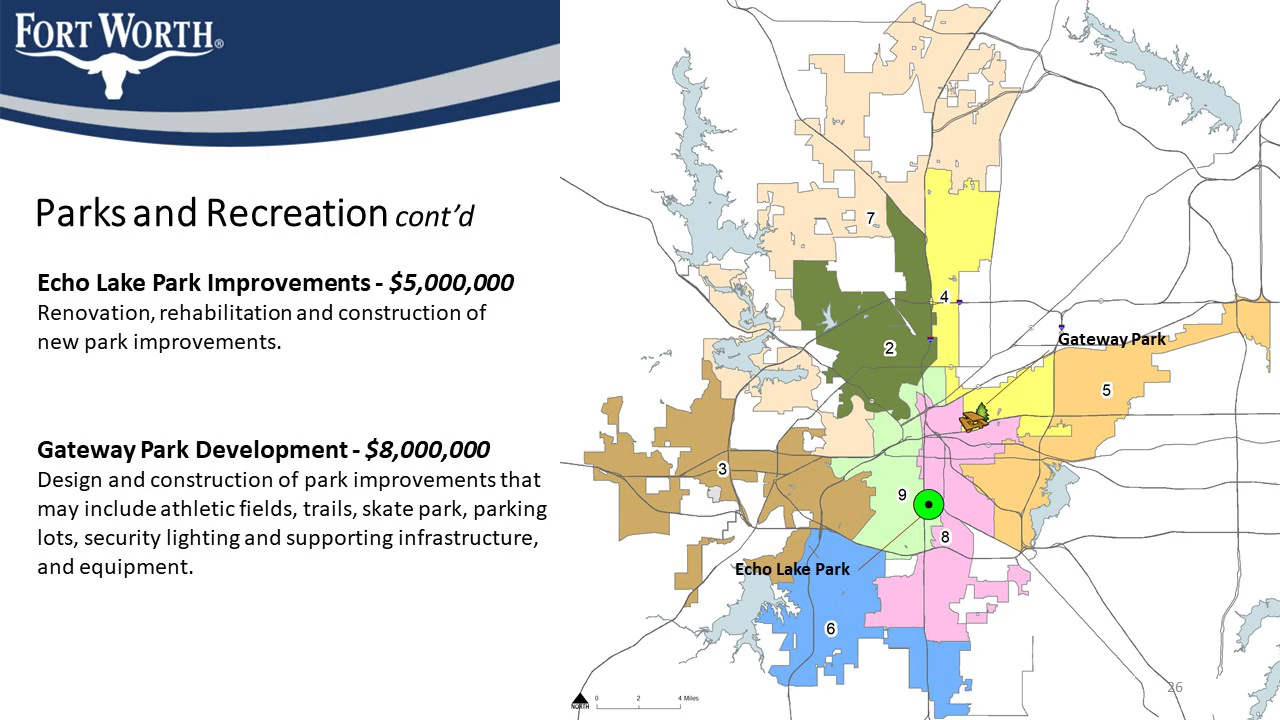 FORT WORTH®
Parks and Recreation cont’d
Echo Lake Park Improvements - $5,000,000
Renovation, rehabilitation and construction of
new park improvements.
Gateway Park Development - $8,000,000
Design and construction of park improvements that
may include athletic fields, trails, skate park, parking
lots, security lighting and supporting infrastructure,
and equipment.
7
4
2
Gateway Park
5
3
9
8
Echo Lake Park
6
NORTH
0 2 4 Miles
26